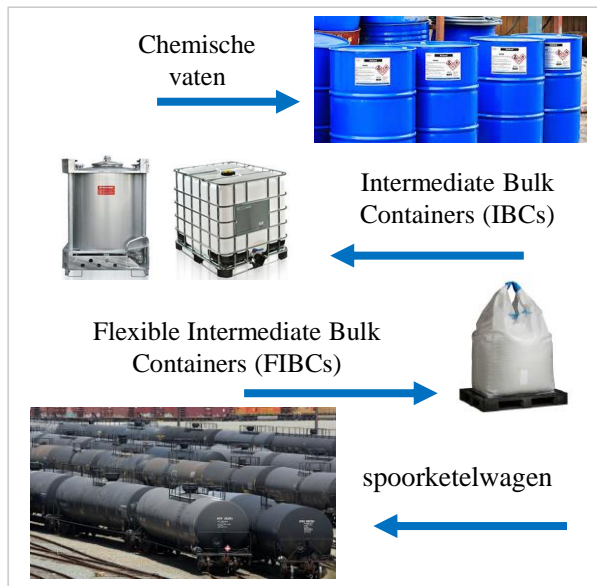 Chemische
vaten
Intermediate Bulk
Containers (IBCs)
Flexible Intermediate Bulk
Containers (FIBCs)
spoorketelwagen